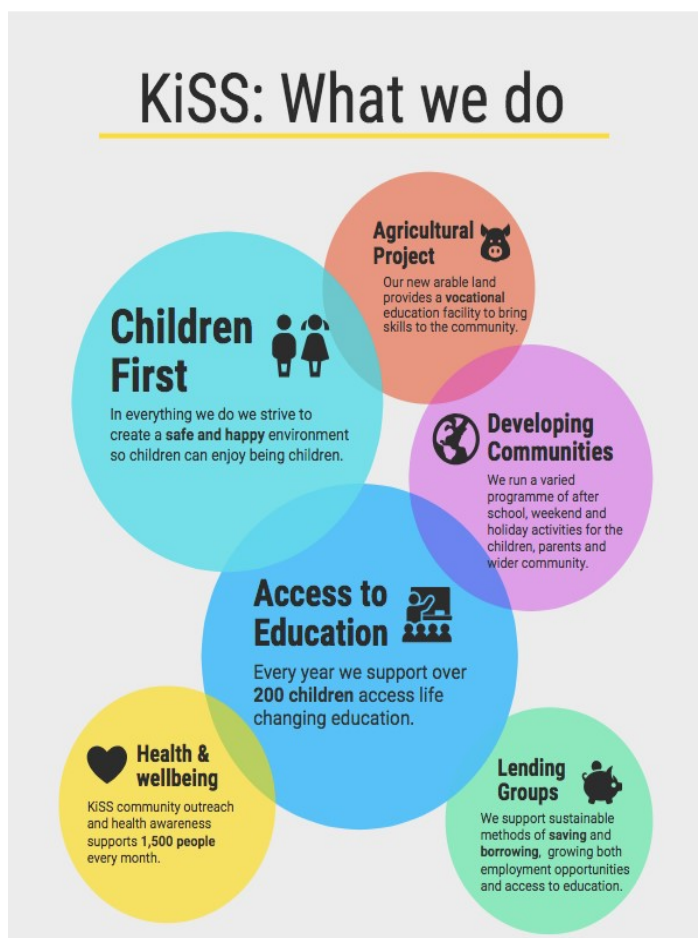 KiSS: What we do
Agricultural
Project
Our new arable land
provides a vocational
education facility to bring
skills to the community.
Children
First
In everything we do we strive to
create a safe and happy environment
so children can enjoy being children.
Developing
Communities
We run a varied
programme of after
school, weekend and
holiday activities for the
children, parents and
wider community.
Access to
Education
Every year we support over
200 children access life
changing education.
Health &
wellbeing
KiSS community outreach
and health awareness
supports 1,500 people
every month.
Lending
Groups
We support sustainable
methods of saving and
borrowing, growing both
employment opportunities
and access to education.